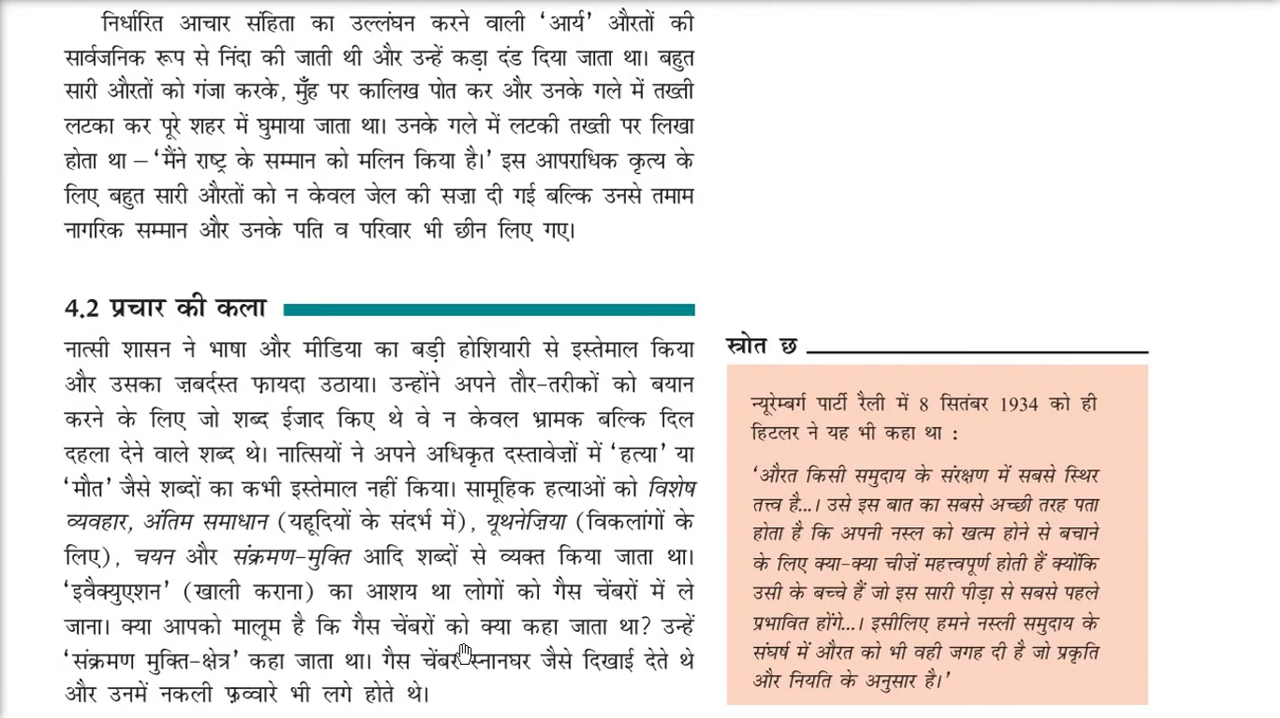 निर्धारित आचार संहिता का उल्लंघन करने वाली ‘आर्य’ औरतों की
सार्वजनिक रूप से निंदा की जाती थी और उन्हें कड़ा दंड दिया जाता था। बहुत
सारी औरतों को गंजा करके, मुँह पर कालिख पोत कर और उनके गले में तख्ती
लटका कर पूरे शहर में घुमाया जाता था। उनके गले में लटकी तख्ती पर लिखा
होता था – ‘मैंने राष्ट्र के सम्मान को मलिन किया है।’ इस आपराधिक कृत्य के
लिए बहुत सारी औरतों को न केवल जेल की सज़ा दी गई बल्कि उनसे तमाम
नागरिक सम्मान और उनके पति व परिवार भी छीन लिए गए।
4.2 प्रचार की कला
नात्सी शासन ने भाषा और मीडिया का बड़ी होशियारी से इस्तेमाल किया
और उसका ज़बर्दस्त फ़ायदा उठाया। उन्होंने अपने तौर-तरीकों को बयान
करने के लिए जो शब्द ईजाद किए थे वे न केवल भ्रामक बल्कि दिल
दहला देने वाले शब्द थे। नात्सियों ने अपने अधिकृत दस्तावेज़ों में ‘हत्या’ या
‘मौत’ जैसे शब्दों का कभी इस्तेमाल नहीं किया। सामूहिक हत्याओं को विशेष
व्यवहार, अंतिम समाधान (यहूदियों के संदर्भ में), यूथनेज़िया (विकलांगों के
लिए), चयन और संक्रमण-मुक्ति आदि शब्दों से व्यक्त किया जाता था।
‘इवैक्युएशन’ (खाली कराना) का आशय था लोगों को गैस चेंबरों में ले
जाना। क्या आपको मालूम है कि गैस चेंबरों को क्या कहा जाता था? उन्हें
‘संक्रमण मुक्ति-क्षेत्र’ कहा जाता था। गैस चेंबर स्नानघर जैसे दिखाई देते थे
और उनमें नकली फ़व्वारे भी लगे होते थे।
स्त्रोत छ
न्यूरेम्बर्ग पार्टी रैली में 8 सितंबर 1934 को ही
हिटलर ने यह भी कहा था :
‘औरत किसी समुदाय के संरक्षण में सबसे स्थिर
तत्त्व है...। उसे इस बात का सबसे अच्छी तरह पता
होता है कि अपनी नस्ल को खत्म होने से बचाने
के लिए क्या-क्या चीज़ें महत्त्वपूर्ण होती हैं क्योंकि
उसी के बच्चे हैं जो इस सारी पीड़ा से सबसे पहले
प्रभावित होंगे...। इसीलिए हमने नस्ली समुदाय के
संघर्ष में औरत को भी वही जगह दी है जो प्रकृति
और नियति के अनुसार है।’